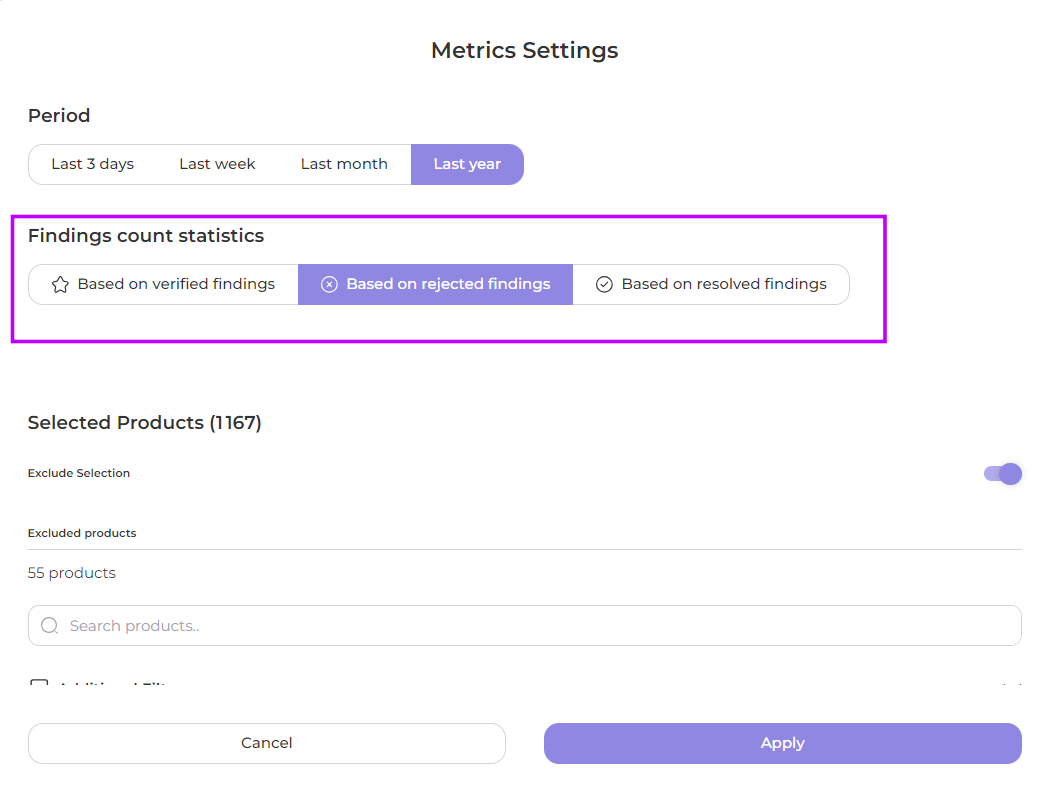 Metrics Settings
Period
Last 3 days Last week Last month Last year
Findings count statistics
Based on verified findings Based on rejected findings Based on resolved findings
Selected Products (1167)
Exclude Selection
Excluded products
55 products
Search products..
Cancel Apply